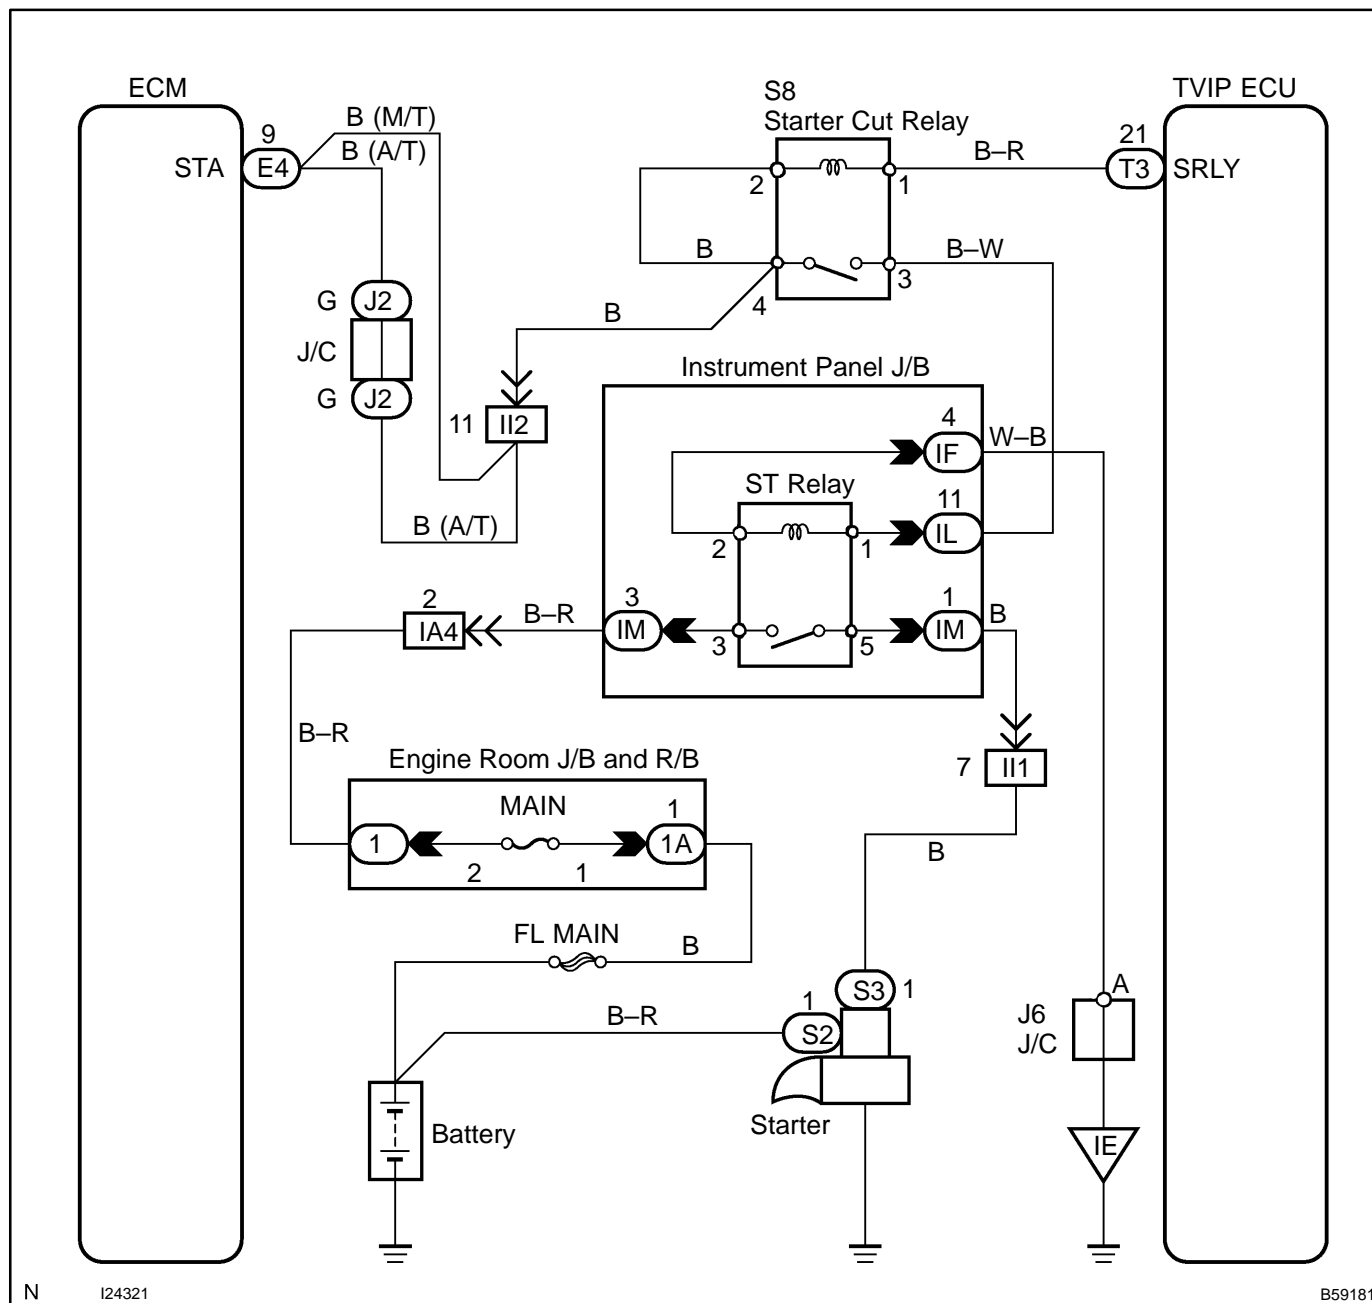 ECM
TVIP ECU
S8
Starter Cut Relay
B (M/T)
9
B (A/T)
STA
E4
B–R
21
T3
SRLY
2
1
B
B–W
3
4
G
J2
J/C
G
J2
B
Instrument Panel J/B
11
II2
4
IF
W–B
ST Relay
11
IL
B (A/T)
2
1
2
IA4
B–R
3
IM
3
5
1
IM
B
B–R
Engine Room J/B and R/B
7
II1
MAIN
1
1
1A
2
1
B
FL MAIN
B
S3
1
1
S2
B–R
A
J6
J/C
Battery
Starter
IE
N
I24321
B59181